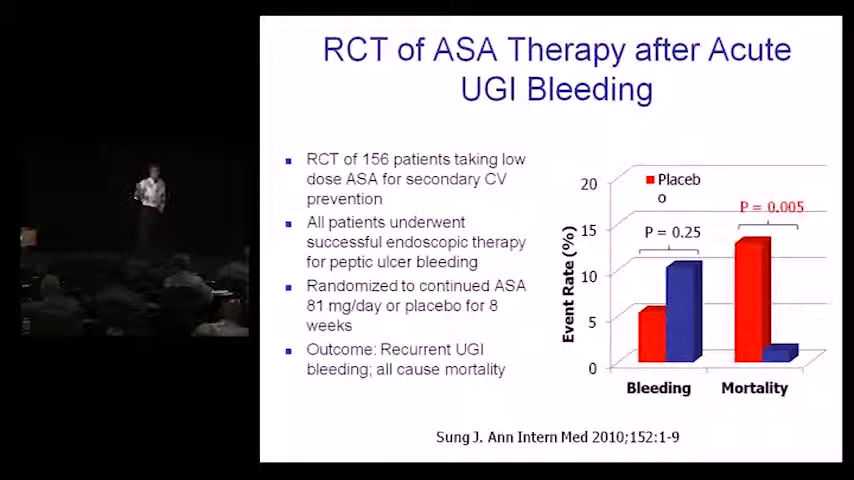 RCT of ASA Therapy after Acute
UGI Bleeding
RCT of 156 patients taking low
dose ASA for secondary CV
prevention
All patients underwent
successful endoscopic therapy
for peptic ulcer bleeding
Randomized to continued ASA
81 mg/day or placebo for 8
weeks
Outcome: Recurrent UGI
bleeding; all cause mortality
Placeb
o
P = 0.005
P = 0.25
Event Rate (%)
20
15
10
5
0
Bleeding
Mortality
Sung J. Ann Intern Med 2010;152:1-9